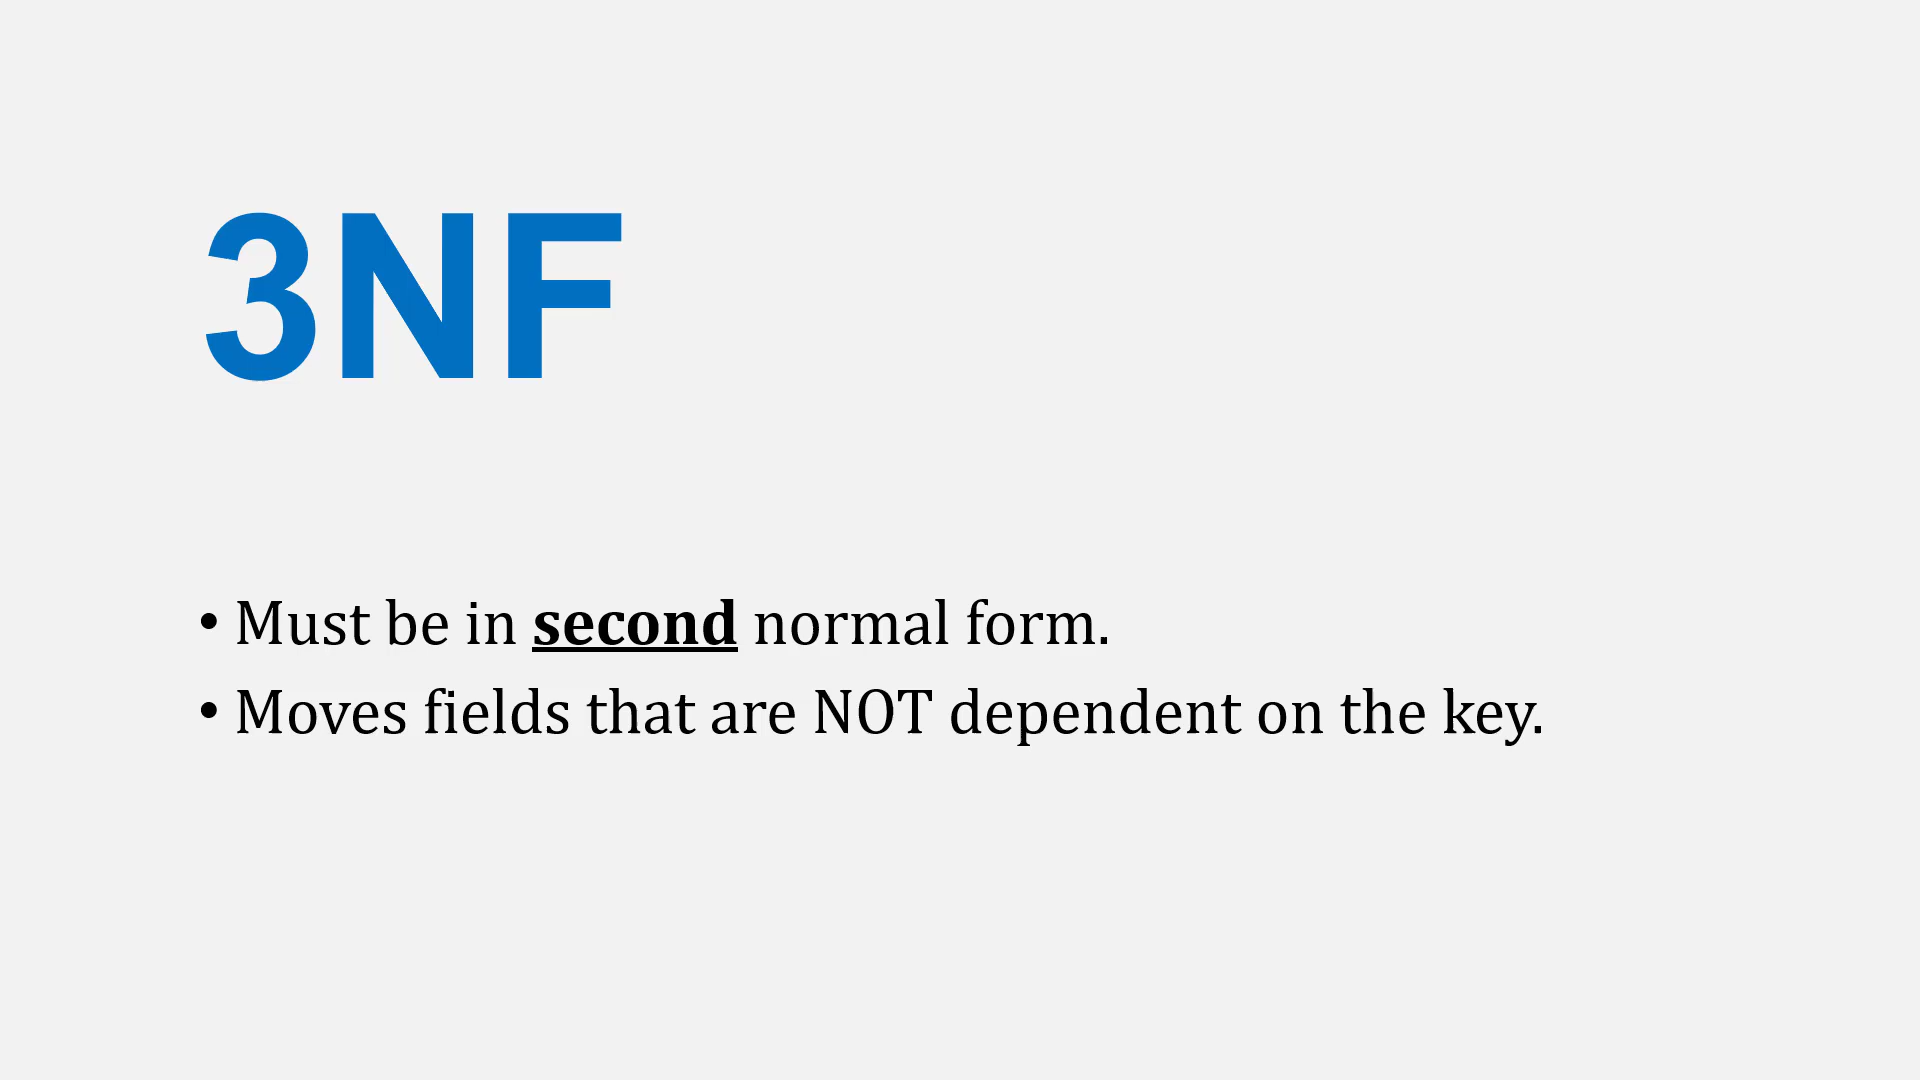 3NF
• Must be in second normal form.
• Moves fields that are NOT dependent on the key.